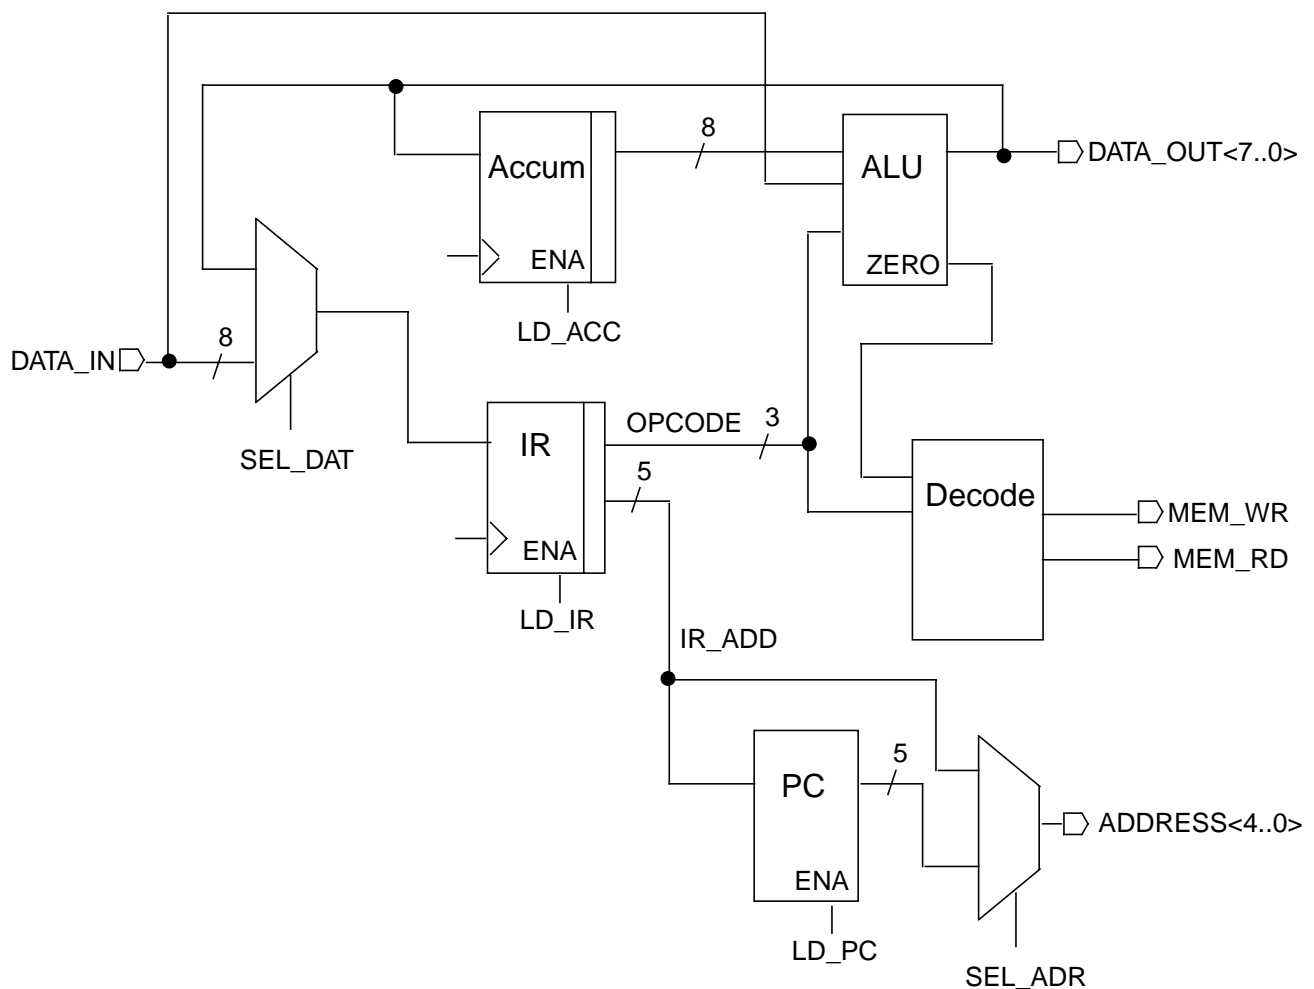 8
Accum
ALU
DATA_OUT<7..0>
ENA
ZERO
LD_ACC
8
DATA_IN
SEL_DAT
OPCODE
3
IR
5
Decode
ENA
MEM_WR
MEM_RD
LD_IR
IR_ADD
5
PC
ADDRESS<4..0>
ENA
LD_PC
SEL_ADR